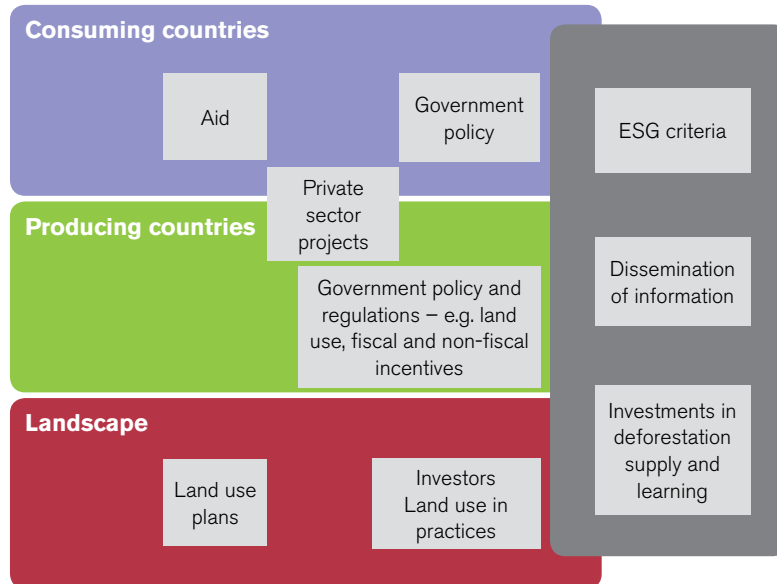 Consuming countries
Aid
Government
policy
Private
sector
projects
Producing countries
Government policy and
regulations – e.g. land
use, fiscal and non-fiscal
incentives
Landscape
Land use
plans
Investors
Land use in
practices
ESG criteria
Dissemination
of information
Investments in
deforestation
supply and
learning